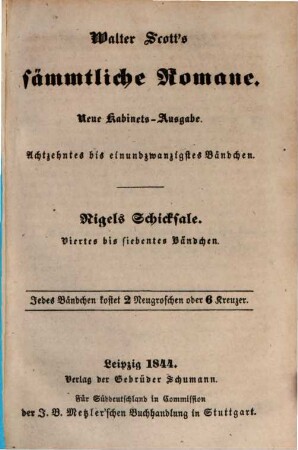 Walter Scott's
sämmtliche Romane.
Neue Kabinets-Ausgabe.
Achtzehntes bis einundzwanzigstes Bändchen.
Nigels Schicksale.
Viertes bis siebentes Bändchen.
Jedes Bändchen kostet 2 Neugroschen oder 6 Kreuzer.
Leipzig 1844.
Verlag der Gebrüder Schumann.
Für Süddeutschland in Commission
der J. B. Metzler'schen Buchhandlung in Stuttgart.